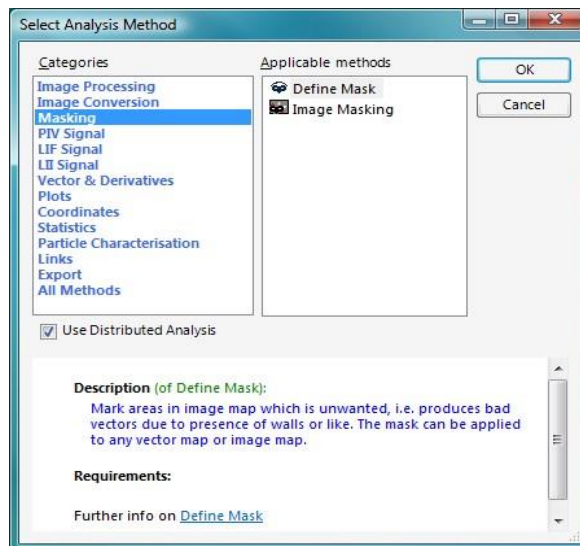 Select Analysis Method
Categories
Image Processing
Image Conversion
Masking
PIV Signal
LIF Signal
LII Signal
Vector & Derivatives
Plots
Coordinates
Statistics
Particle Characterisation
Links
Export
All Methods
Applicable methods
Define Mask
Image Masking
OK
Cancel
Use Distributed Analysis
Description (of Define Mask):
Mark areas in image map which is unwanted, i.e. produces bad
vectors due to presence of walls or like. The mask can be applied
to any vector map or image map.
Requirements:
Further info on Define Mask